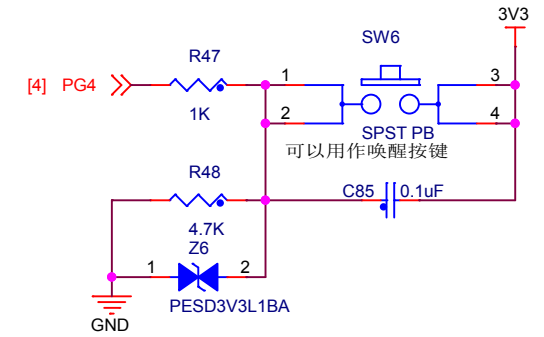 3V3
SW6
R47
[4] PG4
1
3
1K
2
4
SPST PB
可以用作唤醒按键
R48
C85
0.1uF
4.7K
Z6
1
2
PESD3V3L1BA
GND